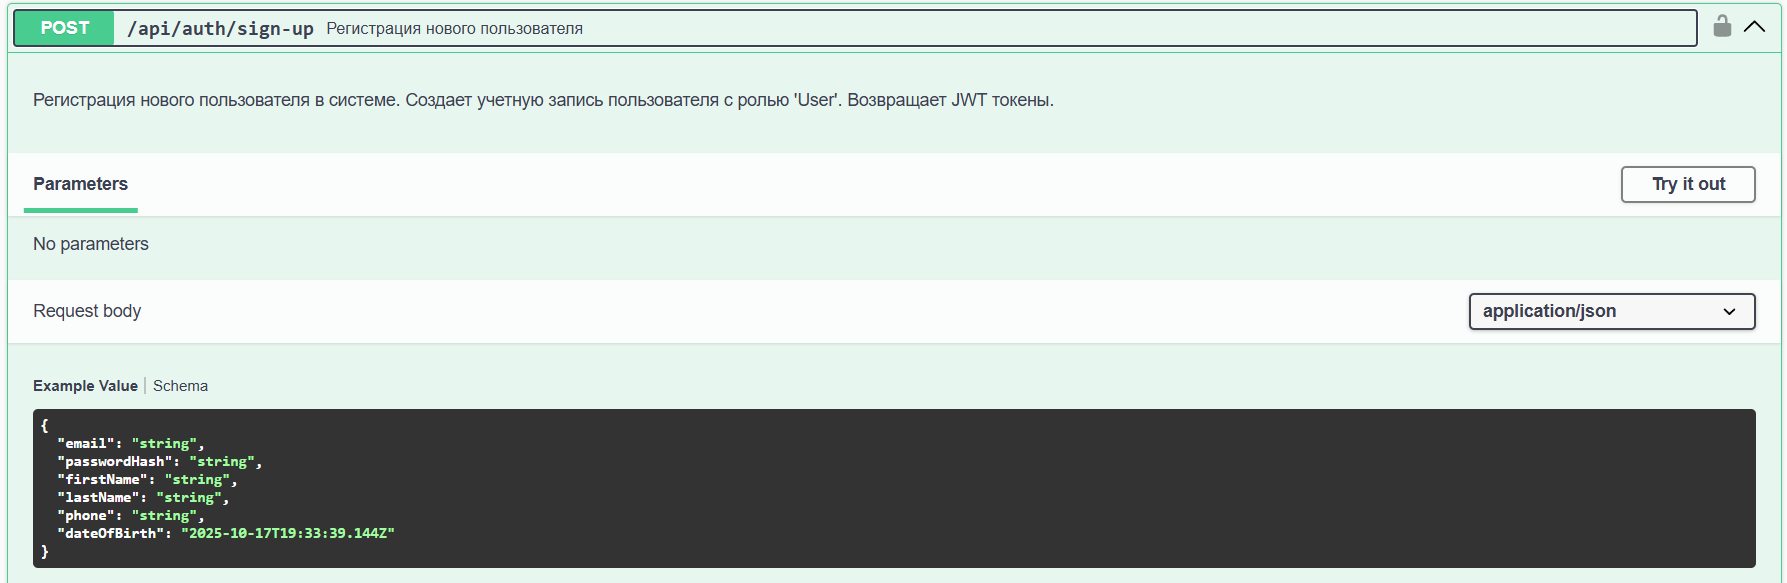 POST /api/auth/sign-up Регистрация нового пользователя
Регистрация нового пользователя в системе. Создает учетную запись пользователя с ролью 'User'. Возвращает JWT токены.
Parameters
Try it out
No parameters
Request body
application/json
Example Value | Schema
{
  "email": "string",
  "passwordHash": "string",
  "firstName": "string",
  "lastName": "string",
  "phone": "string",
  "dateOfBirth": "2025-10-17T19:33:39.144Z"
}